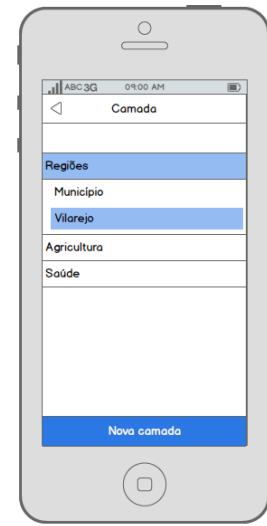 ABC 3G 09:00 AM
Camada
Regiões
Município
Vilarejo
Agricultura
Saúde
Nova camada